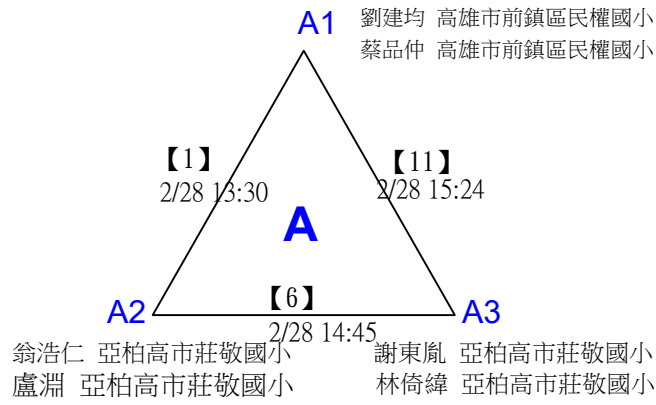 A1
劉建均 高雄市前鎮區民權國小
蔡品仲 高雄市前鎮區民權國小
【1】
2/28 13:30
【11】
2/28 15:24
A
【6】
2/28 14:45
A2
A3
翁浩仁 亞柏高市莊敬國小
盧淵 亞柏高市莊敬國小
謝東胤 亞柏高市莊敬國小
林倚緯 亞柏高市莊敬國小